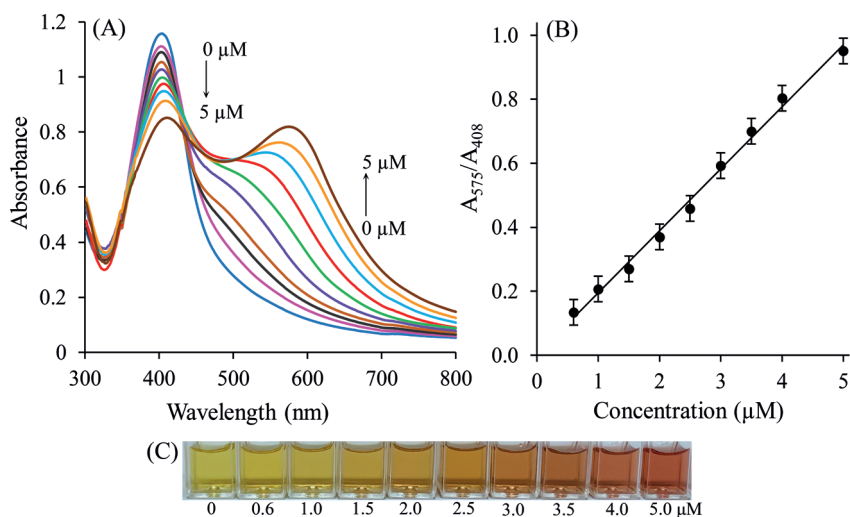 (A)
Absorbance
1.2
1
0.8
0.6
0.4
0.2
0
0 µM
5 µM
5 µM
0 µM
300 400 500 600 700 800
Wavelength (nm)
(B)
A575/A408
1.0
0.8
0.6
0.4
0.2
0.0
0 1 2 3 4 5
Concentration (µM)
(C)
0 0.6 1.0 1.5 2.0 2.5 3.0 3.5 4.0 5.0 µM